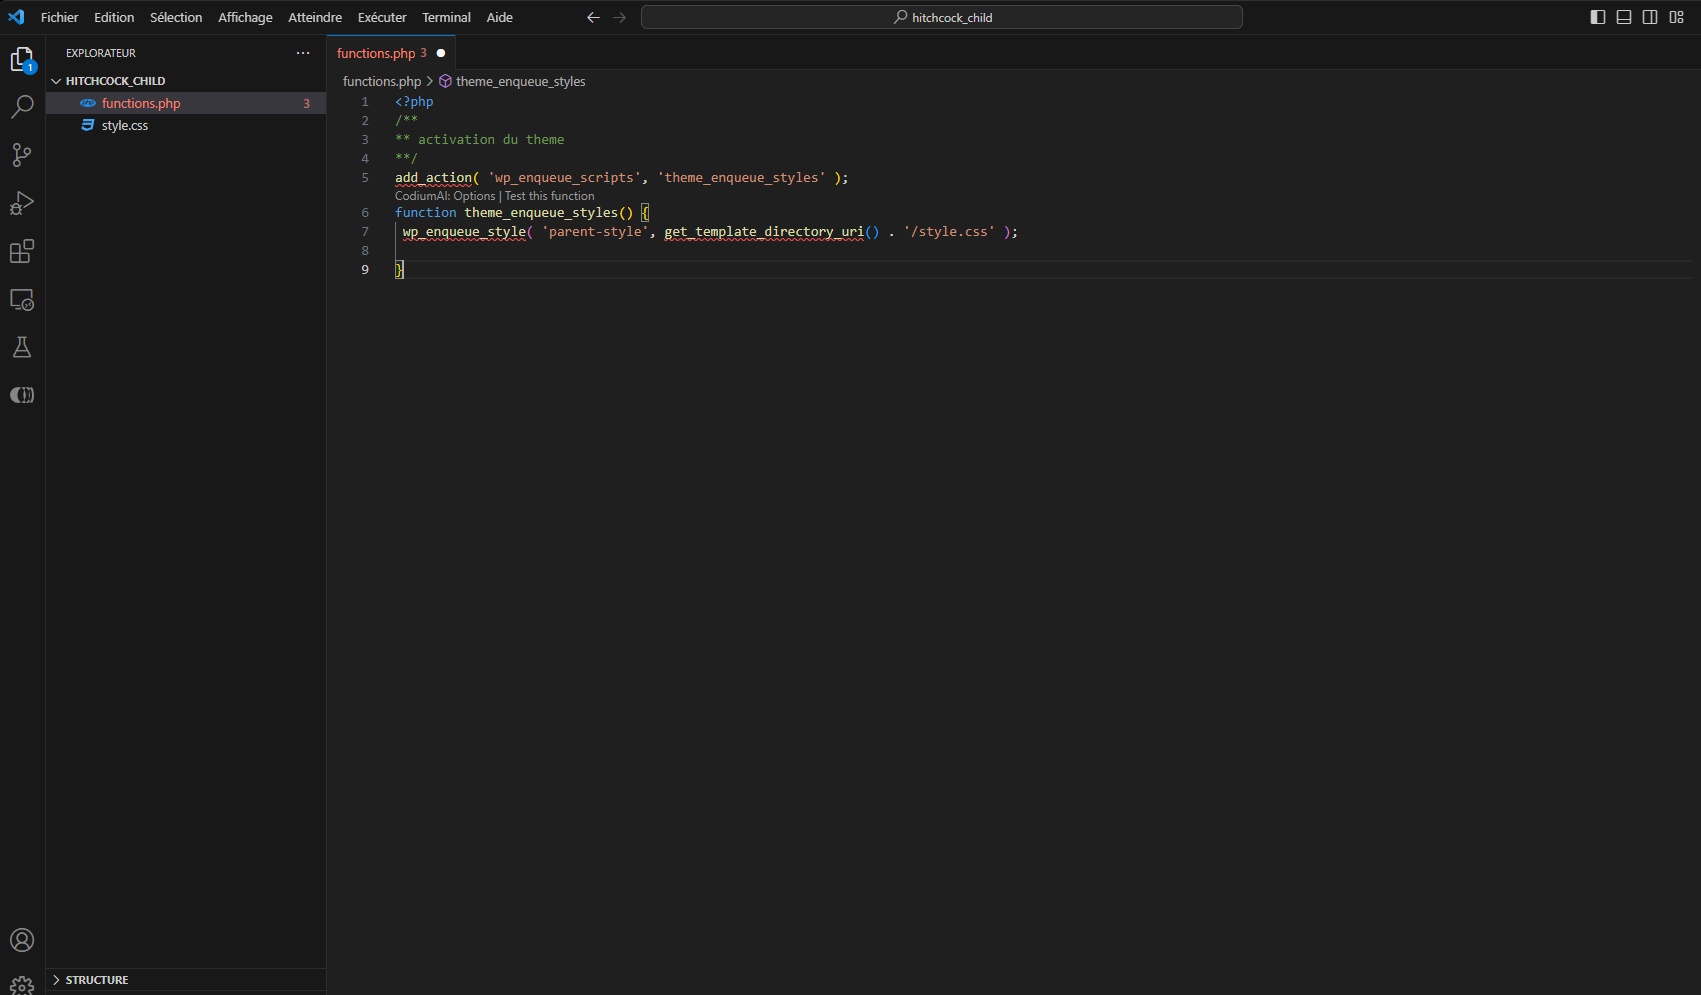 Fichier Edition Sélection Affichage Atteindre Exécuter Terminal Aide hitchcock_child
EXPLORATEUR
1
HITCHCOCK_CHILD
functions.php 3
style.css
functions.php 3
functions.php > theme_enqueue_styles
1 <?php
2 /**
3 ** activation du theme
4 **/
5 add_action( 'wp_enqueue_scripts', 'theme_enqueue_styles' );
CodiumAI: Options | Test this function
6 function theme_enqueue_styles() {
7 wp_enqueue_style( 'parent-style', get_template_directory_uri() . '/style.css' );
8
9 }
STRUCTURE